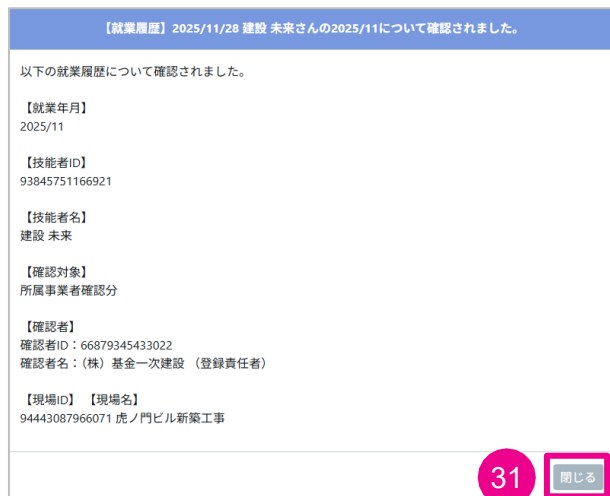 【就業履歴】2025/11/28 建設 未来さんの2025/11について確認されました。
以下の就業履歴について確認されました。
【就業年月】
2025/11
【技能者ID】
93845751166921
【技能者名】
建設 未来
【確認対象】
所属事業者確認分
【確認者】
確認者ID：66879345433022
確認者名：（株）基金一次建設 （登録責任者）
【現場ID】 【現場名】
94443087966071 虎ノ門ビル新築工事
31 閉じる